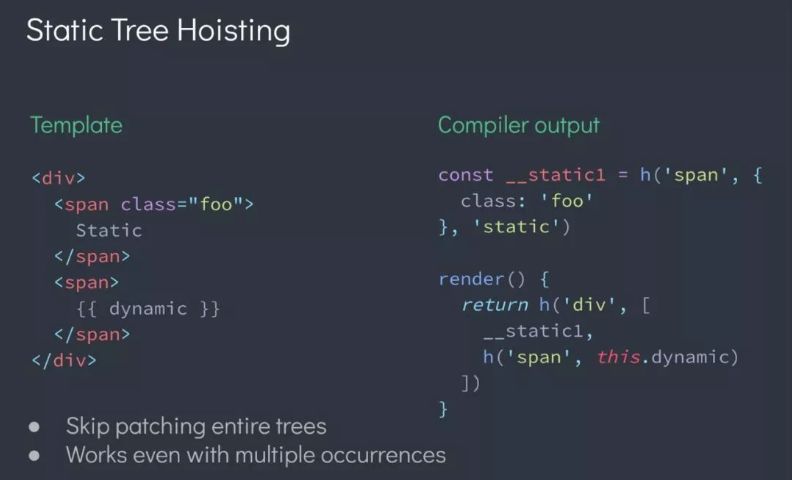 Static Tree Hoisting
Template
<div>
  <span class="foo">
    Static
  </span>
  <span>
    {{ dynamic }}
  </span>
</div>
Compiler output
const __static1 = h('span', {
  class: 'foo'
}, 'static')
render() {
  return h('div', [
    __static1,
    h('span', this.dynamic)
  ])
}
● Skip patching entire trees
● Works even with multiple occurrences